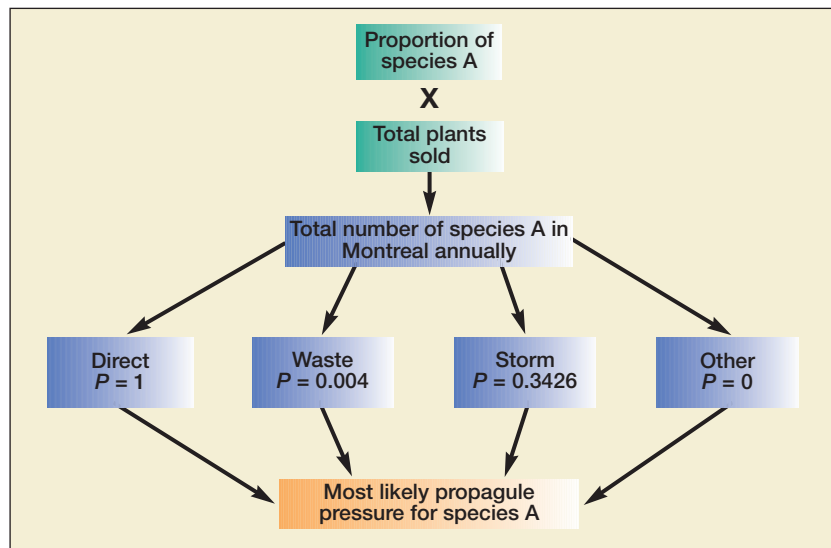 Proportion of
species A
X
Total plants
sold
Total number of species A in
Montreal annually
Direct
P = 1
Waste
P = 0.004
Storm
P = 0.3426
Other
P = 0
Most likely propagule
pressure for species A